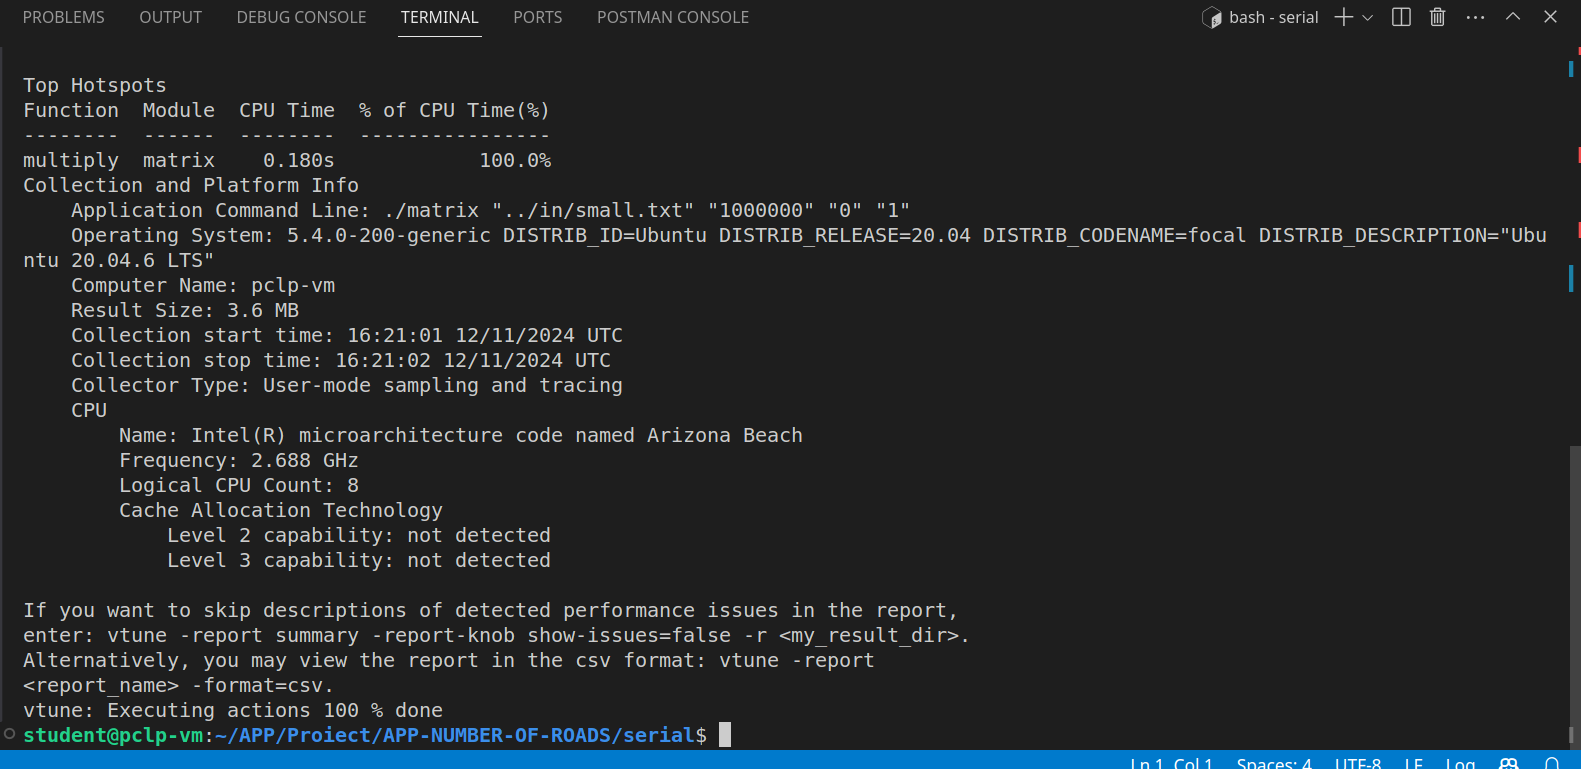 PROBLEMS OUTPUT DEBUG CONSOLE TERMINAL PORTS POSTMAN CONSOLE bash - serial
Top Hotspots
Function  Module  CPU Time  % of CPU Time(%)
--------  ------  --------  ----------------
multiply  matrix    0.180s            100.0%
Collection and Platform Info
    Application Command Line: ./matrix "../in/small.txt" "1000000" "0" "1"
    Operating System: 5.4.0-200-generic DISTRIB_ID=Ubuntu DISTRIB_RELEASE=20.04 DISTRIB_CODENAME=focal DISTRIB_DESCRIPTION="Ubu
ntu 20.04.6 LTS"
    Computer Name: pclp-vm
    Result Size: 3.6 MB
    Collection start time: 16:21:01 12/11/2024 UTC
    Collection stop time: 16:21:02 12/11/2024 UTC
    Collector Type: User-mode sampling and tracing
    CPU
        Name: Intel(R) microarchitecture code named Arizona Beach
        Frequency: 2.688 GHz
        Logical CPU Count: 8
        Cache Allocation Technology
            Level 2 capability: not detected
            Level 3 capability: not detected
If you want to skip descriptions of detected performance issues in the report,
enter: vtune -report summary -report-knob show-issues=false -r <my_result_dir>.
Alternatively, you may view the report in the csv format: vtune -report
<report_name> -format=csv.
vtune: Executing actions 100 % done
student@pclp-vm:~/APP/Proiect/APP-NUMBER-OF-ROADS/serial$
Ln 1, Col 1 Spaces: 4 UTF-8 LF Log